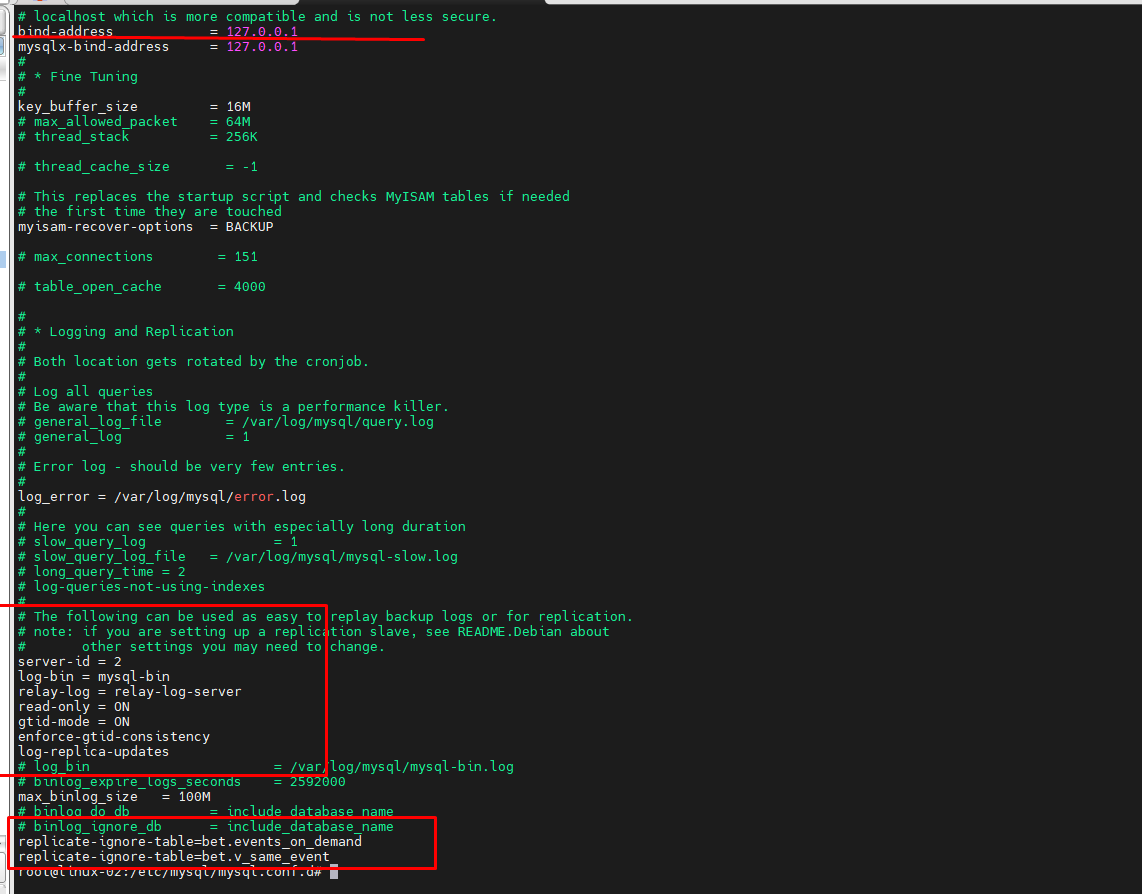 # localhost which is more compatible and is not less secure.
bind-address            = 127.0.0.1
mysqlx-bind-address     = 127.0.0.1
#
# * Fine Tuning
#
key_buffer_size         = 16M
# max_allowed_packet    = 64M
# thread_stack          = 256K

# thread_cache_size       = -1

# This replaces the startup script and checks MyISAM tables if needed
# the first time they are touched
myisam-recover-options  = BACKUP

# max_connections        = 151

# table_open_cache       = 4000

#
# * Logging and Replication
#
# Both location gets rotated by the cronjob.
#
# Log all queries
# Be aware that this log type is a performance killer.
# general_log_file        = /var/log/mysql/query.log
# general_log             = 1
#
# Error log - should be very few entries.
#
log_error = /var/log/mysql/error.log
#
# Here you can see queries with especially long duration
# slow_query_log                = 1
# slow_query_log_file   = /var/log/mysql/mysql-slow.log
# long_query_time = 2
# log-queries-not-using-indexes
#
# The following can be used as easy to replay backup logs or for replication.
# note: if you are setting up a replication slave, see README.Debian about
#       other settings you may need to change.
server-id = 2
log-bin = mysql-bin
relay-log = relay-log-server
read-only = ON
gtid-mode = ON
enforce-gtid-consistency
log-replica-updates
# log_bin                       = /var/log/mysql/mysql-bin.log
# binlog_expire_logs_seconds    = 2592000
max_binlog_size   = 100M
# binlog_do_db          = include_database_name
# binlog_ignore_db      = include_database_name
replicate-ignore-table=bet.events_on_demand
replicate-ignore-table=bet.v_same_event
root@linux-02:/etc/mysql/mysql.conf.d#